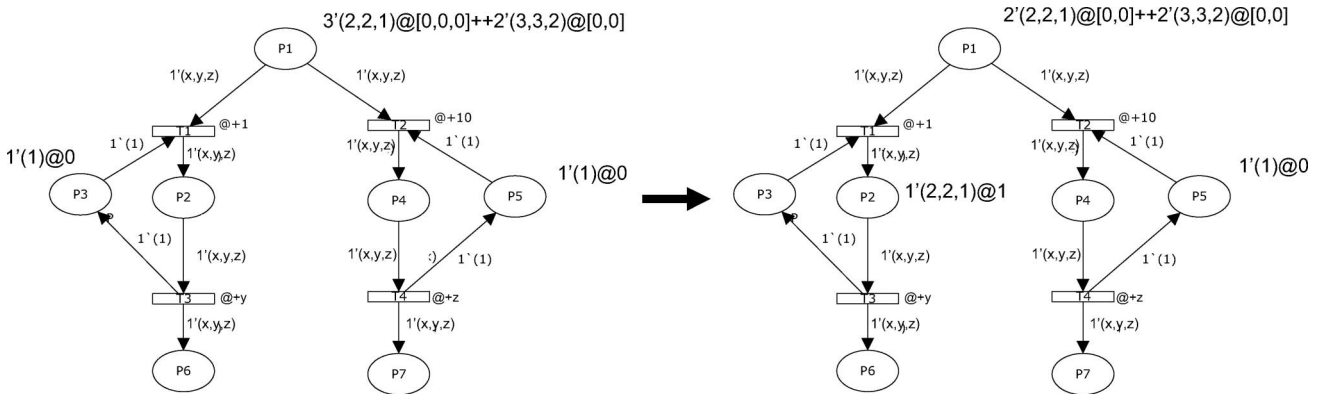 3'(2,2,1)@[0,0,0]++2'(3,3,2)@[0,0]
P1
1'(x,y,z)
1'(x,y,z)
T1
@+1
T2
@+10
1`(1)
1'(x,y,z)
1'(x,y,z)
1`(1)
1'(1)@0
P3
P2
P4
P5
1'(1)@0
1`(1)
1'(x,y,z)
1'(x,y,z)
:)
1`(1)
T3
@+y
T4
@+z
1'(x,y,z)
1'(x,y,z)
P6
P7
2'(2,2,1)@[0,0]++2'(3,3,2)@[0,0]
P1
1'(x,y,z)
1'(x,y,z)
T1
@+1
T2
@+10
1`(1)
1'(x,y,z)
1'(x,y,z)
1`(1)
P3
P2
1'(2,2,1)@1
P4
P5
1'(1)@0
1`(1)
1'(x,y,z)
1'(x,y,z)
1`(1)
T3
@+y
T4
@+z
1'(x,y,z)
1'(x,y,z)
P6
P7